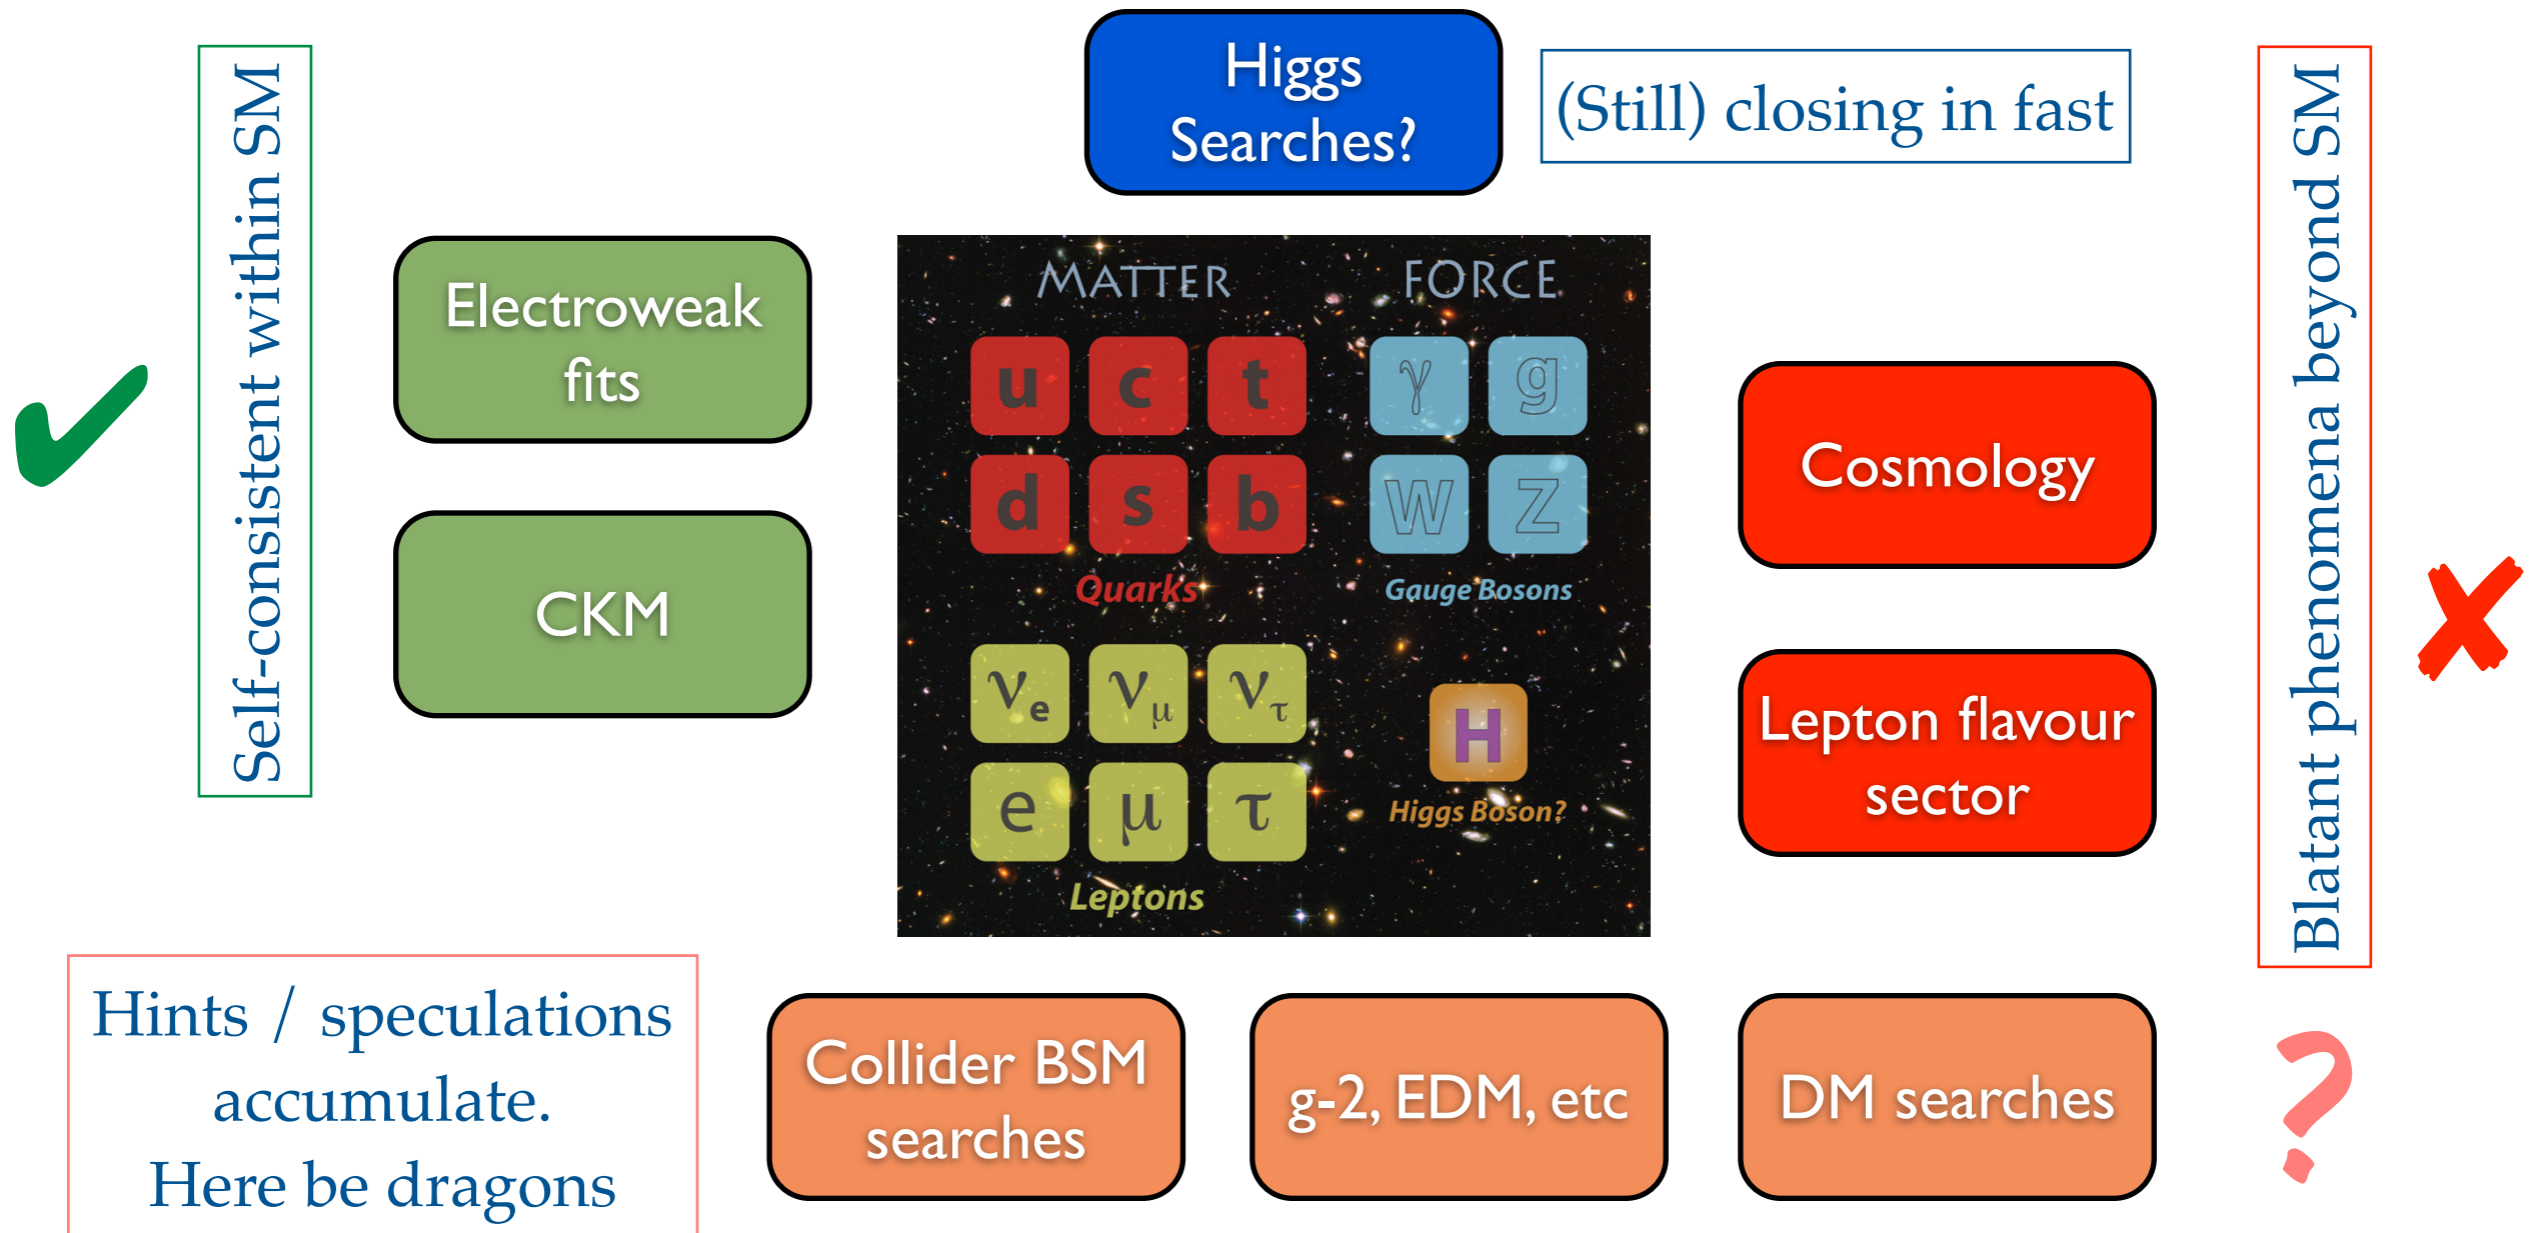 Higgs
Searches?
(Still) closing in fast
Self-consistent within SM
Electroweak
fits
CKM
MATTER
FORCE
u c t
d s b
Quarks
γ g
W Z
Gauge Bosons
νe νμ ντ
e μ τ
Leptons
H
Higgs Boson?
Cosmology
Lepton flavour
sector
Blatant phenomena beyond SM
Hints / speculations
accumulate.
Here be dragons
Collider BSM
searches
g-2, EDM, etc
DM searches
?